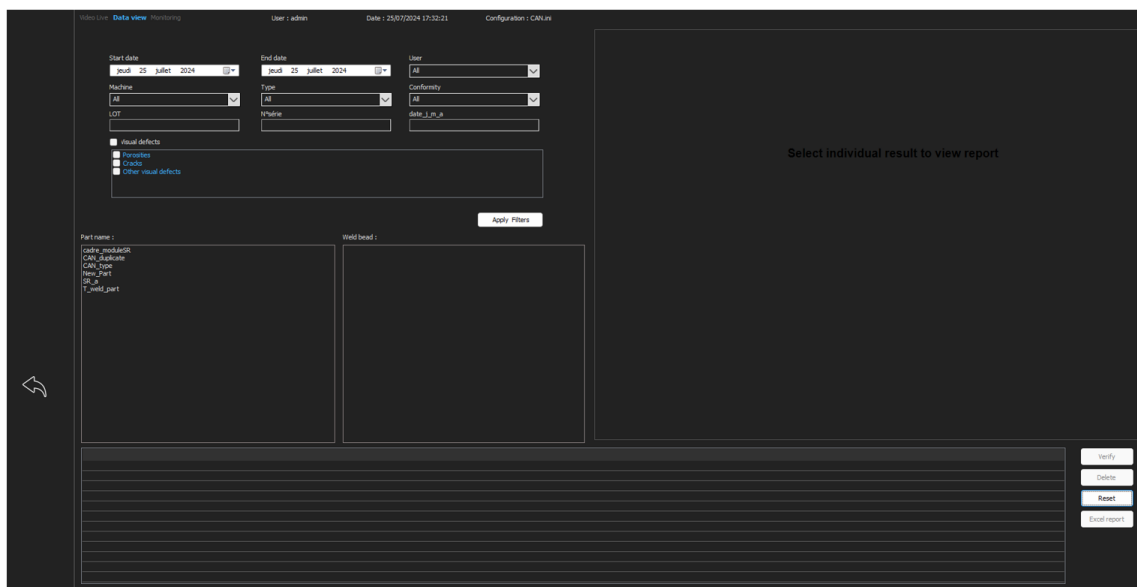 Video Live Data view Monitoring User : admin Date : 25/07/2024 17:32:21 Configuration : CAN.ini
Start date End date User
jeudi 25 juillet 2024 jeudi 25 juillet 2024 All
Machine Type Conformity
All All All
LOT N°série date_j_m_a
visual defects
Porosities
Cracks
Other visual defects
Apply Filters
Part name : Weld bead :
cadre_moduleSR
CAN_duplicate
CAN_type
New_Part
SR_a
T_weld_part
Select individual result to view report
Verify
Delete
Reset
Excel report